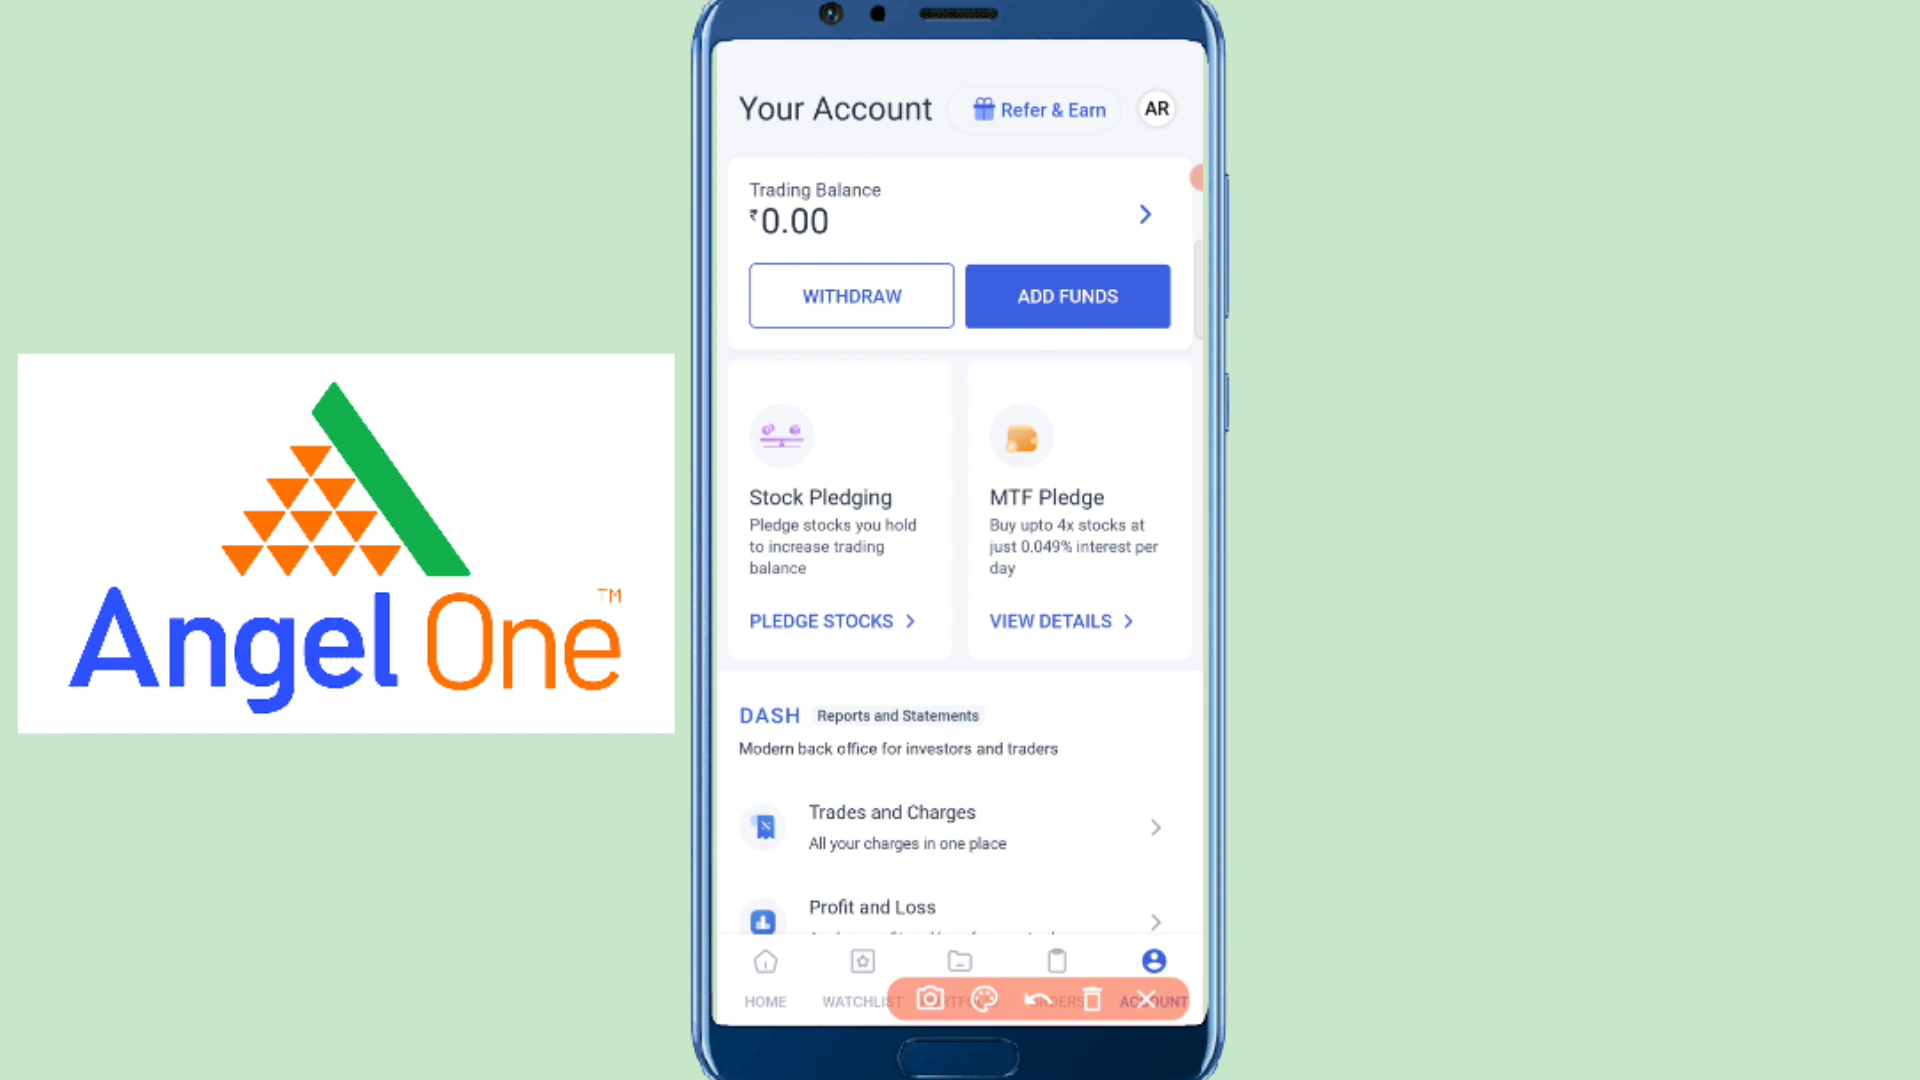 Your Account
Refer & Earn
AR
Trading Balance
₹0.00
WITHDRAW
ADD FUNDS
Stock Pledging
Pledge stocks you hold
to increase trading
balance
PLEDGE STOCKS
MTF Pledge
Buy upto 4x stocks at
just 0.049% interest per
day
VIEW DETAILS
DASH Reports and Statements
Modern back office for investors and traders
Trades and Charges
All your charges in one place
Profit and Loss
HOME
WATCHLIST
ACCOUNT
Angel One™